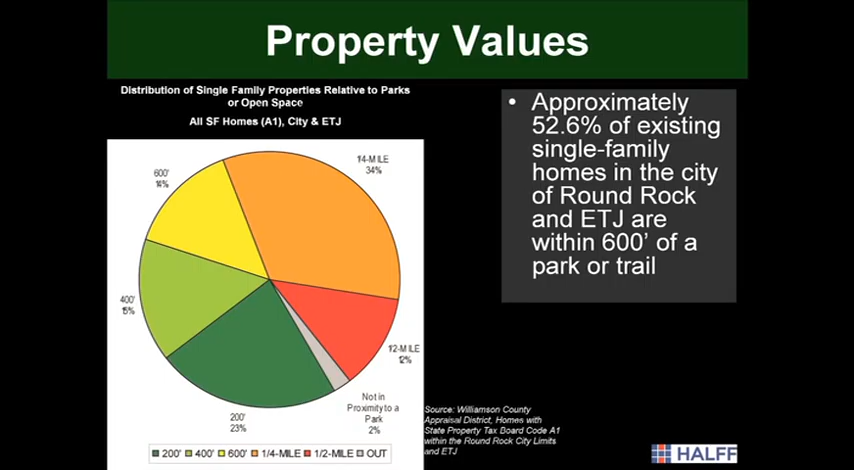 Property Values
Distribution of Single Family Properties Relative to Parks
or Open Space
All SF Homes (A1), City & ETJ
1/4-MILE
34%
600'
14%
400'
15%
1/2-MILE
12%
Not in
Proximity to a
Park
2%
200'
23%
200' 400' 600' 1/4-MILE 1/2-MILE OUT
• Approximately
52.6% of existing
single-family
homes in the city
of Round Rock
and ETJ are
within 600' of a
park or trail
Source: Williamson County
Appraisal District, Homes with
State Property Tax Board Code A1
within the Round Rock City Limits
and ETJ
HALFF